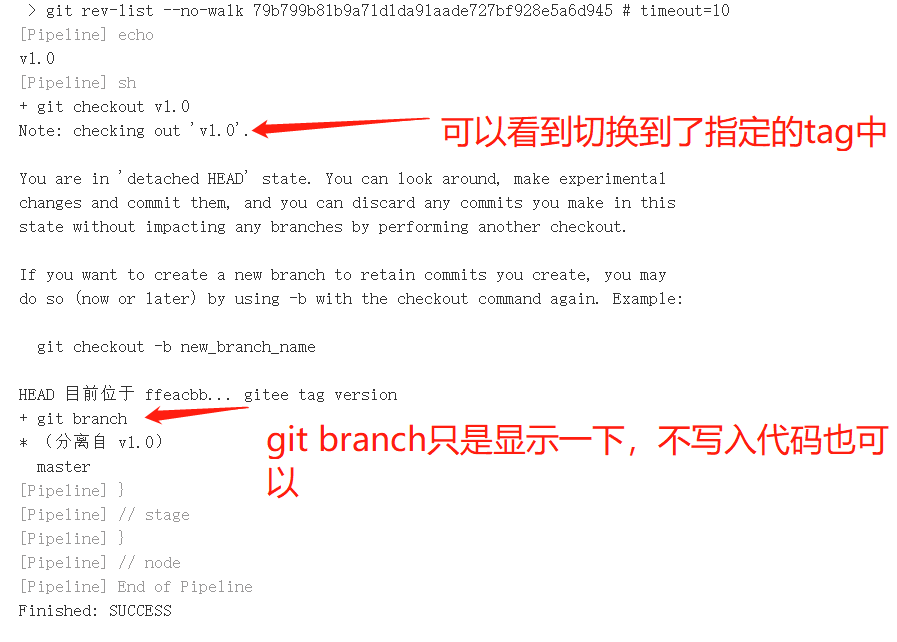 > git rev-list --no-walk 79b799b81b9a71d1da91aade727bf928e5a6d945 # timeout=10
[Pipeline] echo
v1.0
[Pipeline] sh
+ git checkout v1.0
Note: checking out 'v1.0'.
可以看到切换到了指定的tag中
You are in 'detached HEAD' state. You can look around, make experimental
changes and commit them, and you can discard any commits you make in this
state without impacting any branches by performing another checkout.
If you want to create a new branch to retain commits you create, you may
do so (now or later) by using -b with the checkout command again. Example:
git checkout -b new_branch_name
HEAD 目前位于 ffeacbb... gitee tag version
+ git branch
* （分离自 v1.0）
git branch只是显示一下，不写入代码也可
以
master
[Pipeline] }
[Pipeline] // stage
[Pipeline] }
[Pipeline] // node
[Pipeline] End of Pipeline
Finished: SUCCESS